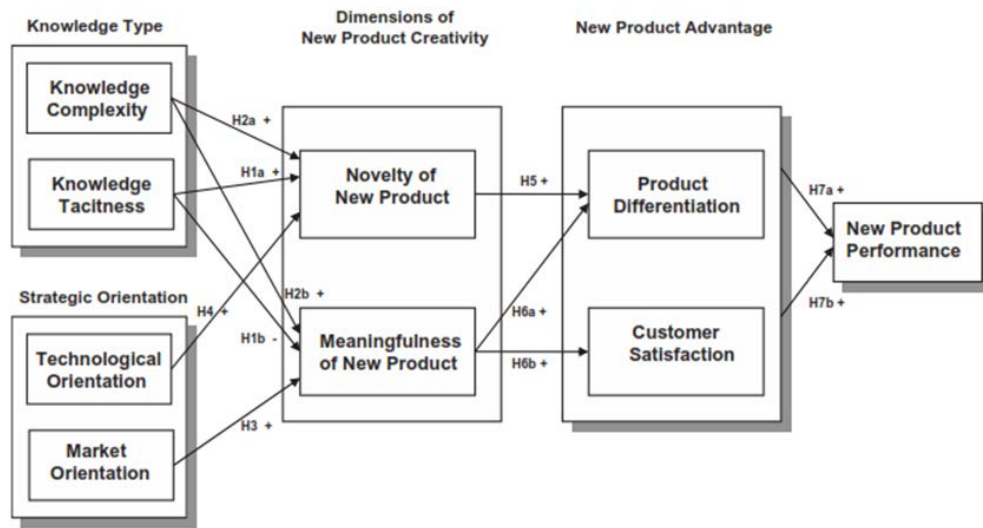 Knowledge Type
Knowledge
Complexity
Knowledge
Tacitness
Strategic Orientation
Technological
Orientation
Market
Orientation
H2a +
H1a +
H4 +
H2b +
H1b -
H3 +
Dimensions of
New Product Creativity
Novelty of
New Product
Meaningfulness
of New Product
H5 +
H6a +
H6b +
New Product Advantage
Product
Differentiation
Customer
Satisfaction
H7a +
H7b +
New Product
Performance